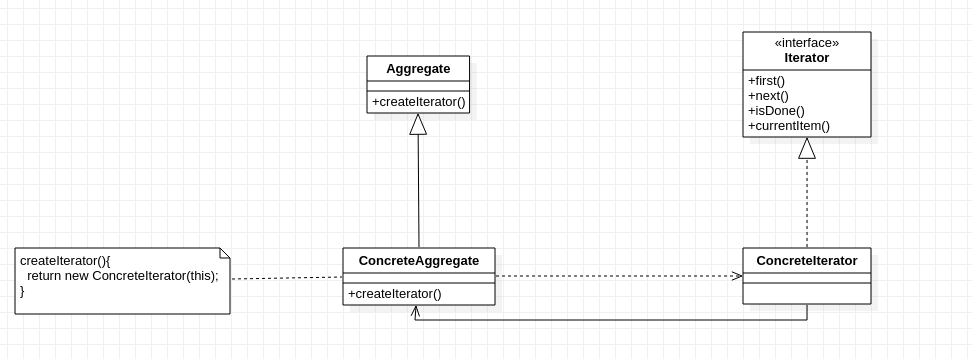 «interface»
Iterator
+first()
+next()
+isDone()
+currentItem()
Aggregate
+createIterator()
createIterator(){
  return new ConcreteIterator(this);
}
ConcreteAggregate
+createIterator()
ConcreteIterator